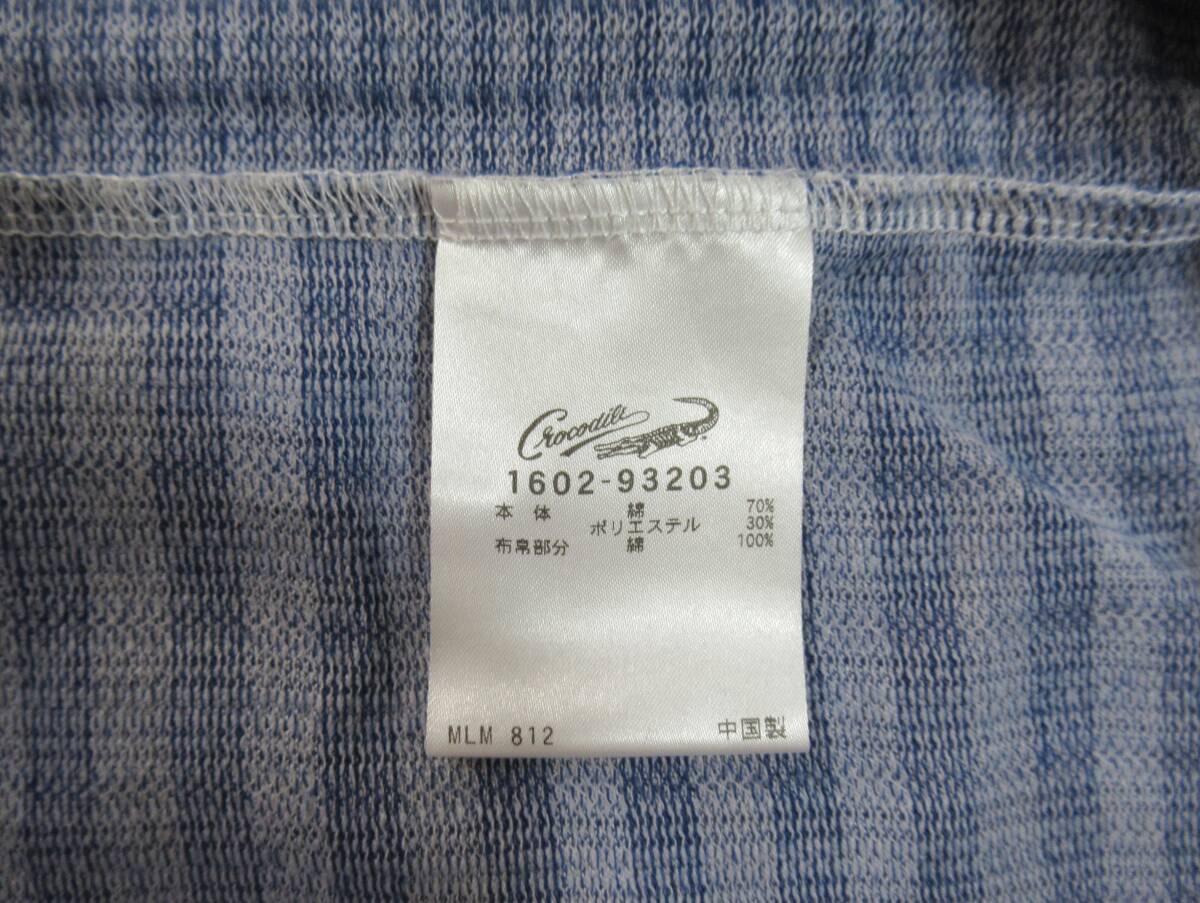 Crocodile
1602-93203
本体 綿 70%
ポリエステル 30%
布帛部分 綿 100%
MLM 812 中国製